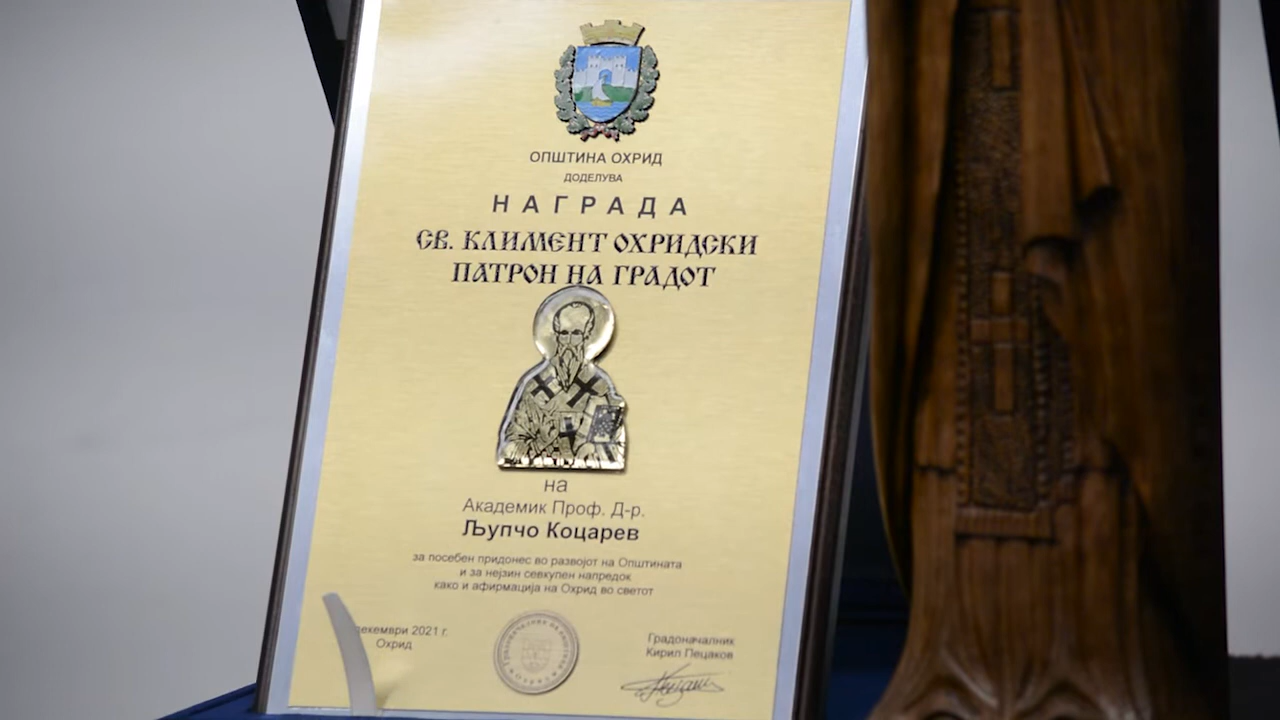 ОПШТИНА ОХРИД
ДОДЕЛУВА
НАГРАДА
СВ. КЛИМЕНТ ОХРИДСКИ
ПАТРОН НА ГРАДОТ
на
Академик Проф. Д-р.
Љупчо Коцарев
за посебен придонес во развојот на Општината
и за нејзин севкупен напредок
како и афирмација на Охрид во светот
декември 2021 г.
Охрид
Градоначалник
Кирил Пецаков